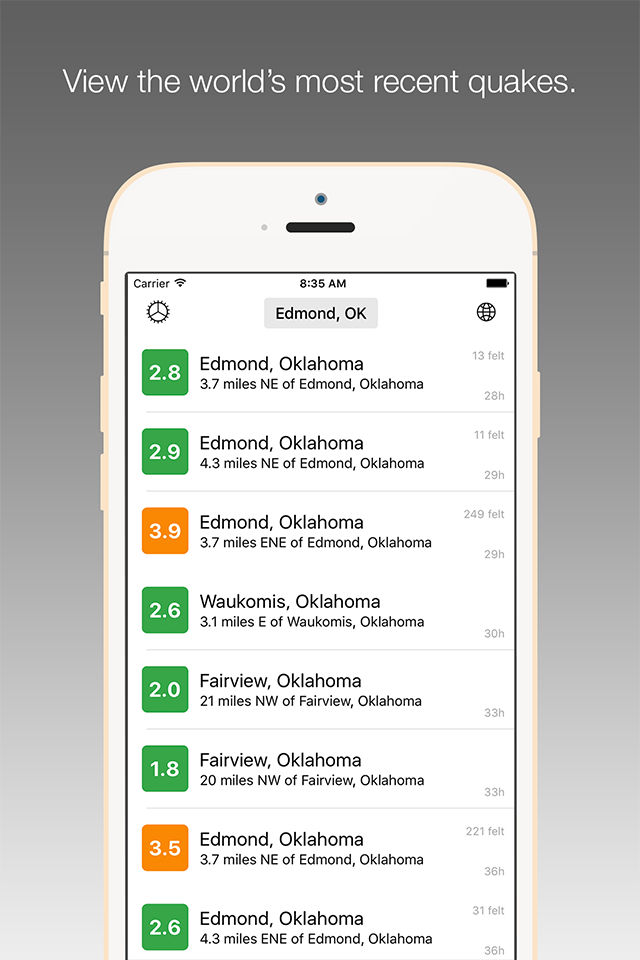 View the world’s most recent quakes.
Carrier 8:35 AM
Edmond, OK
2.8 Edmond, Oklahoma 13 felt
3.7 miles NE of Edmond, Oklahoma 28h
2.9 Edmond, Oklahoma 11 felt
4.3 miles NE of Edmond, Oklahoma 29h
3.9 Edmond, Oklahoma 249 felt
3.7 miles ENE of Edmond, Oklahoma 29h
2.6 Waukomis, Oklahoma
3.1 miles E of Waukomis, Oklahoma 30h
2.0 Fairview, Oklahoma
21 miles NW of Fairview, Oklahoma 33h
1.8 Fairview, Oklahoma
20 miles NW of Fairview, Oklahoma 33h
3.5 Edmond, Oklahoma 221 felt
3.7 miles NE of Edmond, Oklahoma 36h
2.6 Edmond, Oklahoma 31 felt
4.3 miles ENE of Edmond, Oklahoma 36h